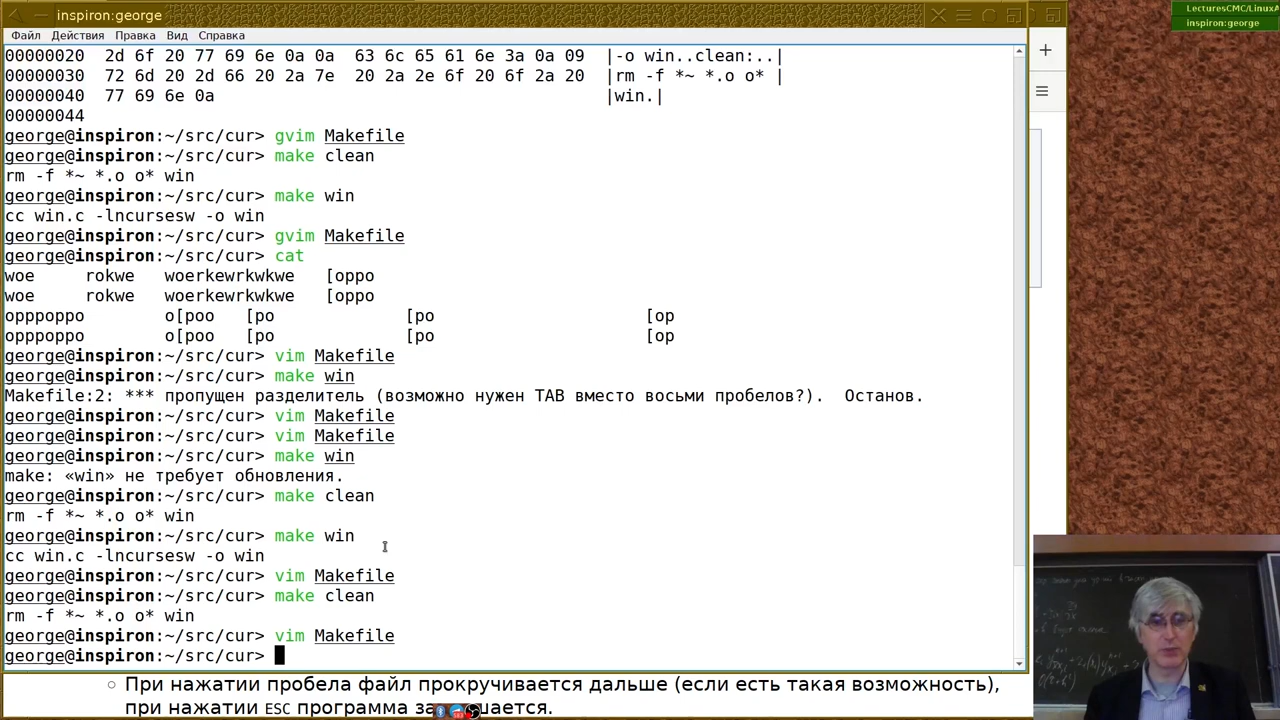 inspiron:george
LecturesCMC/Linux
inspiron:george
Файл Действия Правка Вид Справка
00000020  2d 6f 20 77 69 6e 0a 0a  63 6c 65 61 6e 3a 0a 09  |-o win..clean:..|
00000030  72 6d 20 2d 66 20 2a 7e  20 2a 2e 6f 20 6f 2a 20  |rm -f *~ *.o o* |
00000040  77 69 6e 0a                                       |win.|
00000044
george@inspiron:~/src/cur> gvim Makefile
george@inspiron:~/src/cur> make clean
rm -f *~ *.o o* win
george@inspiron:~/src/cur> make win
cc win.c -lncursesw -o win
george@inspiron:~/src/cur> gvim Makefile
george@inspiron:~/src/cur> cat
woe     rokwe   woerkewrkwkwe   [oppo
woe     rokwe   woerkewrkwkwe   [oppo
opppoppo        o[poo   [po             [po                     [op
opppoppo        o[poo   [po             [po                     [op
george@inspiron:~/src/cur> vim Makefile
george@inspiron:~/src/cur> make win
Makefile:2: *** пропущен разделитель (возможно нужен TAB вместо восьми пробелов?).  Останов.
george@inspiron:~/src/cur> vim Makefile
george@inspiron:~/src/cur> vim Makefile
george@inspiron:~/src/cur> make win
make: «win» не требует обновления.
george@inspiron:~/src/cur> make clean
rm -f *~ *.o o* win
george@inspiron:~/src/cur> make win
cc win.c -lncursesw -o win
george@inspiron:~/src/cur> vim Makefile
george@inspiron:~/src/cur> make clean
rm -f *~ *.o o* win
george@inspiron:~/src/cur> vim Makefile
george@inspiron:~/src/cur>
При нажатии пробела файл прокручивается дальше (если есть такая возможность),
при нажатии ESC программа